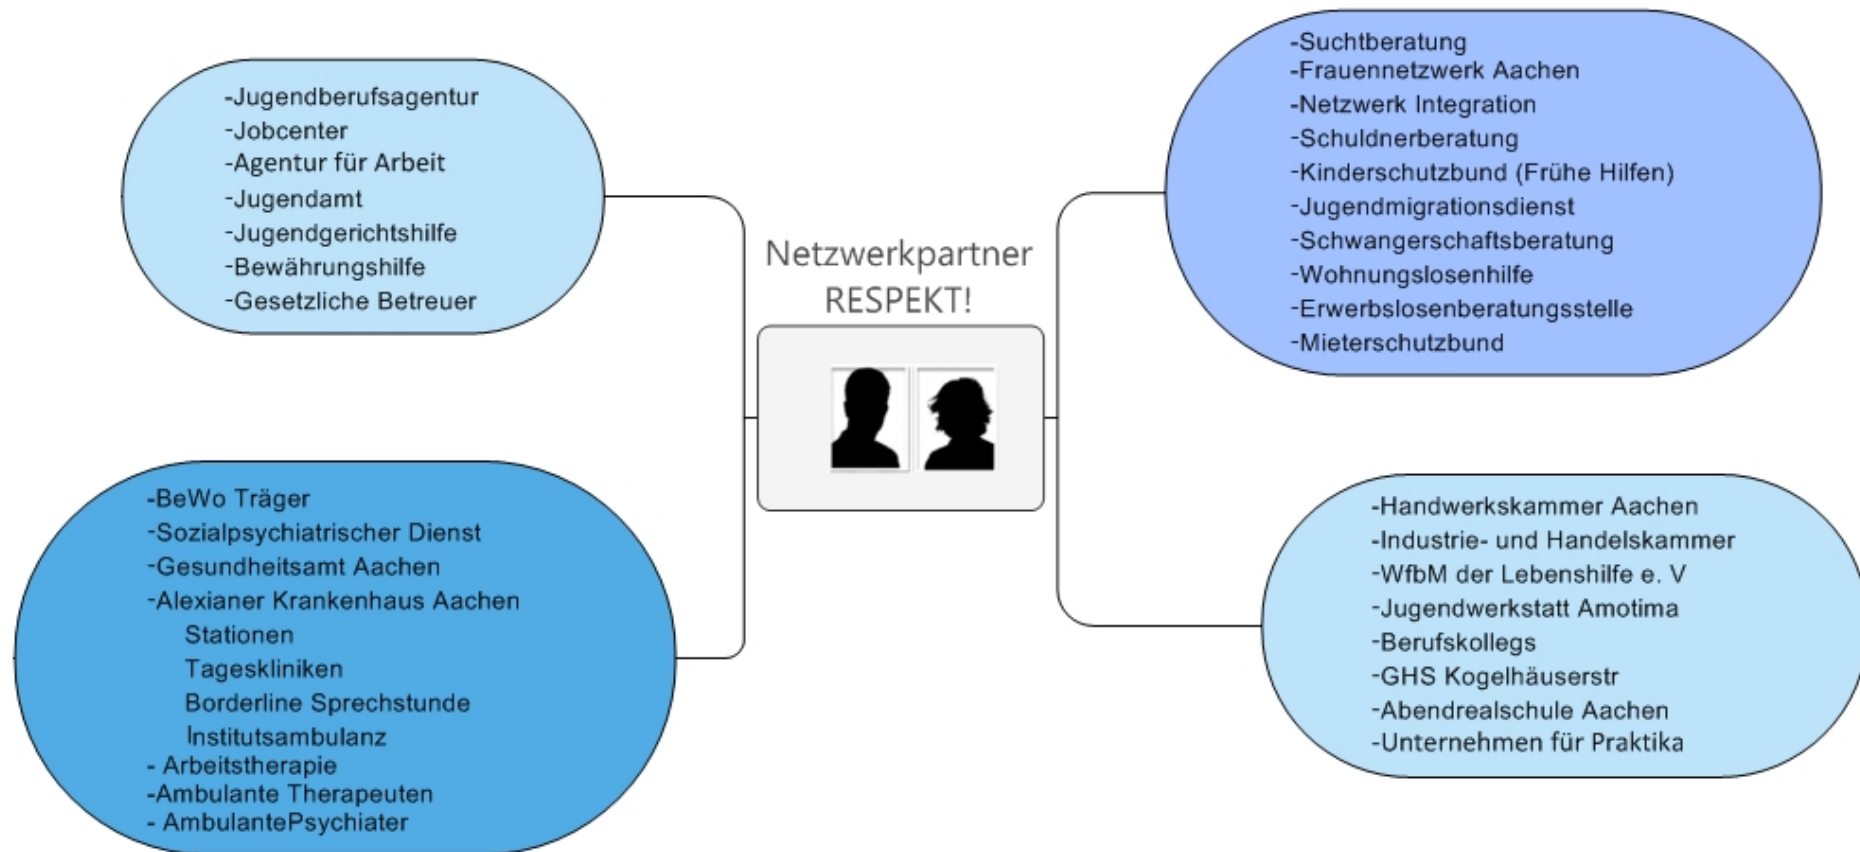 -Jugendberufsagentur
-Jobcenter
-Agentur für Arbeit
-Jugendamt
-Jugendgerichtshilfe
-Bewährungshilfe
-Gesetzliche Betreuer
Netzwerkpartner
RESPEKT!
-Suchtberatung
-Frauennetzwerk Aachen
-Netzwerk Integration
-Schuldnerberatung
-Kinderschutzbund (Frühe Hilfen)
-Jugendmigrationsdienst
-Schwangerschaftsberatung
-Wohnungslosenhilfe
-Erwerbslosenberatungsstelle
-Mieterschutzbund
-BeWo Träger
-Sozialpsychiatrischer Dienst
-Gesundheitsamt Aachen
-Alexianer Krankenhaus Aachen
Stationen
Tageskliniken
Borderline Sprechstunde
Institutsambulanz
- Arbeitstherapie
-Ambulante Therapeuten
- AmbulantePsychiater
-Handwerkskammer Aachen
-Industrie- und Handelskammer
-WfbM der Lebenshilfe e. V
-Jugendwerkstatt Amotima
-Berufskollegs
-GHS Kogelhäuserstr
-Abendrealschule Aachen
-Unternehmen für Praktika